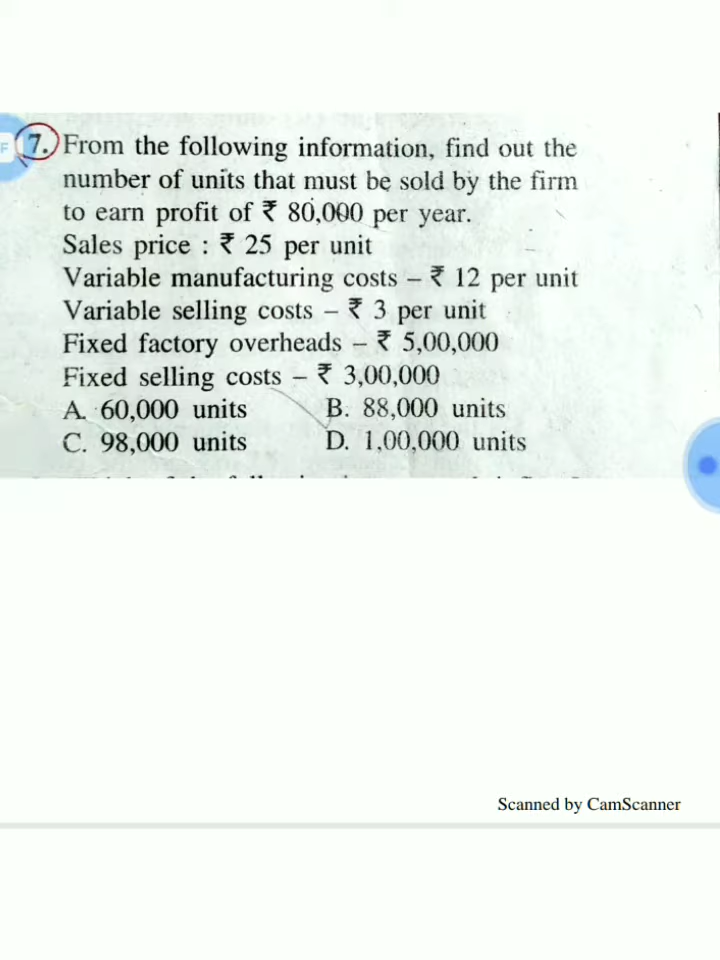 F
7. From the following information, find out the
number of units that must be sold by the firm
to earn profit of ₹ 80,000 per year.
Sales price : ₹ 25 per unit
Variable manufacturing costs – ₹ 12 per unit
Variable selling costs – ₹ 3 per unit
Fixed factory overheads – ₹ 5,00,000
Fixed selling costs – ₹ 3,00,000
A. 60,000 units B. 88,000 units
C. 98,000 units D. 1,00,000 units
Scanned by CamScanner